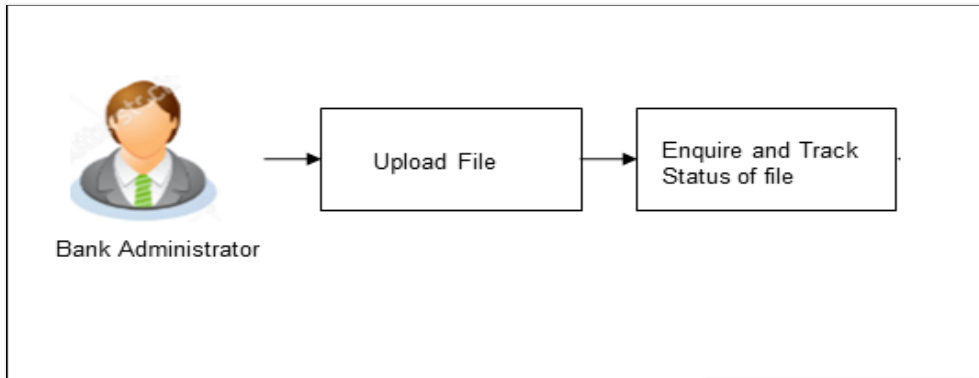 Bank Administrator
Upload File
Enquire and Track
Status of file